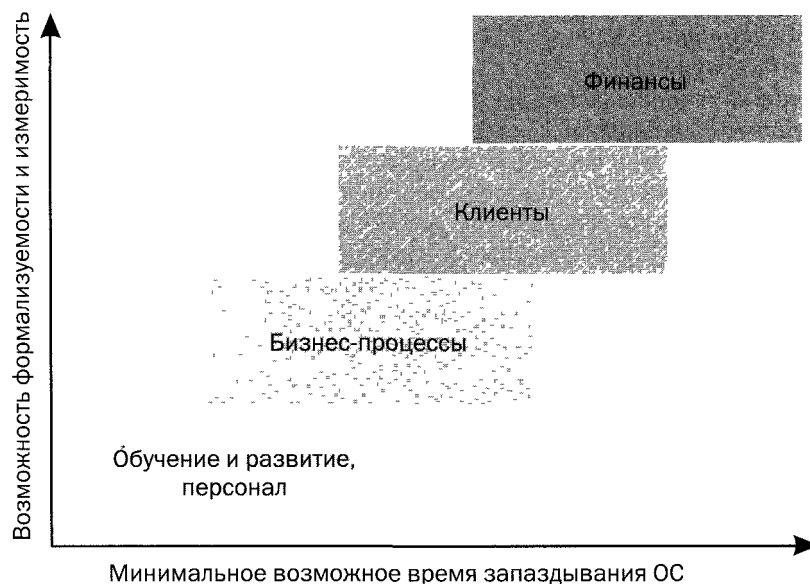 Возможность формализуемости и измеримость
Финансы
Клиенты
Бизнес-процессы
Обучение и развитие,
персонал
Минимальное возможное время запаздывания ОС